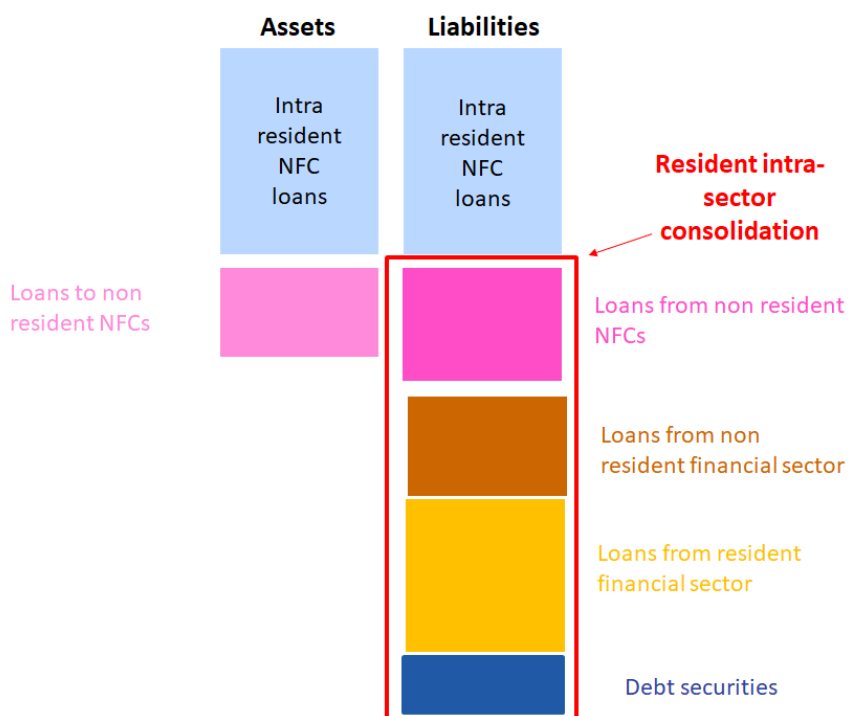 Assets
Liabilities
Intra
resident
NFC
loans
Intra
resident
NFC
loans
Resident intra-
sector
consolidation
Loans to non
resident NFCs
Loans from non resident
NFCs
Loans from non
resident financial sector
Loans from resident
financial sector
Debt securities